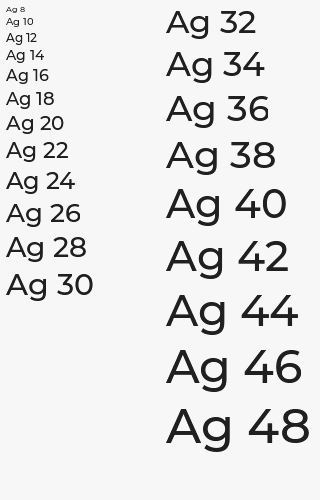 Ag 8
Ag 10
Ag 12
Ag 14
Ag 16
Ag 18
Ag 20
Ag 22
Ag 24
Ag 26
Ag 28
Ag 30
Ag 32
Ag 34
Ag 36
Ag 38
Ag 40
Ag 42
Ag 44
Ag 46
Ag 48